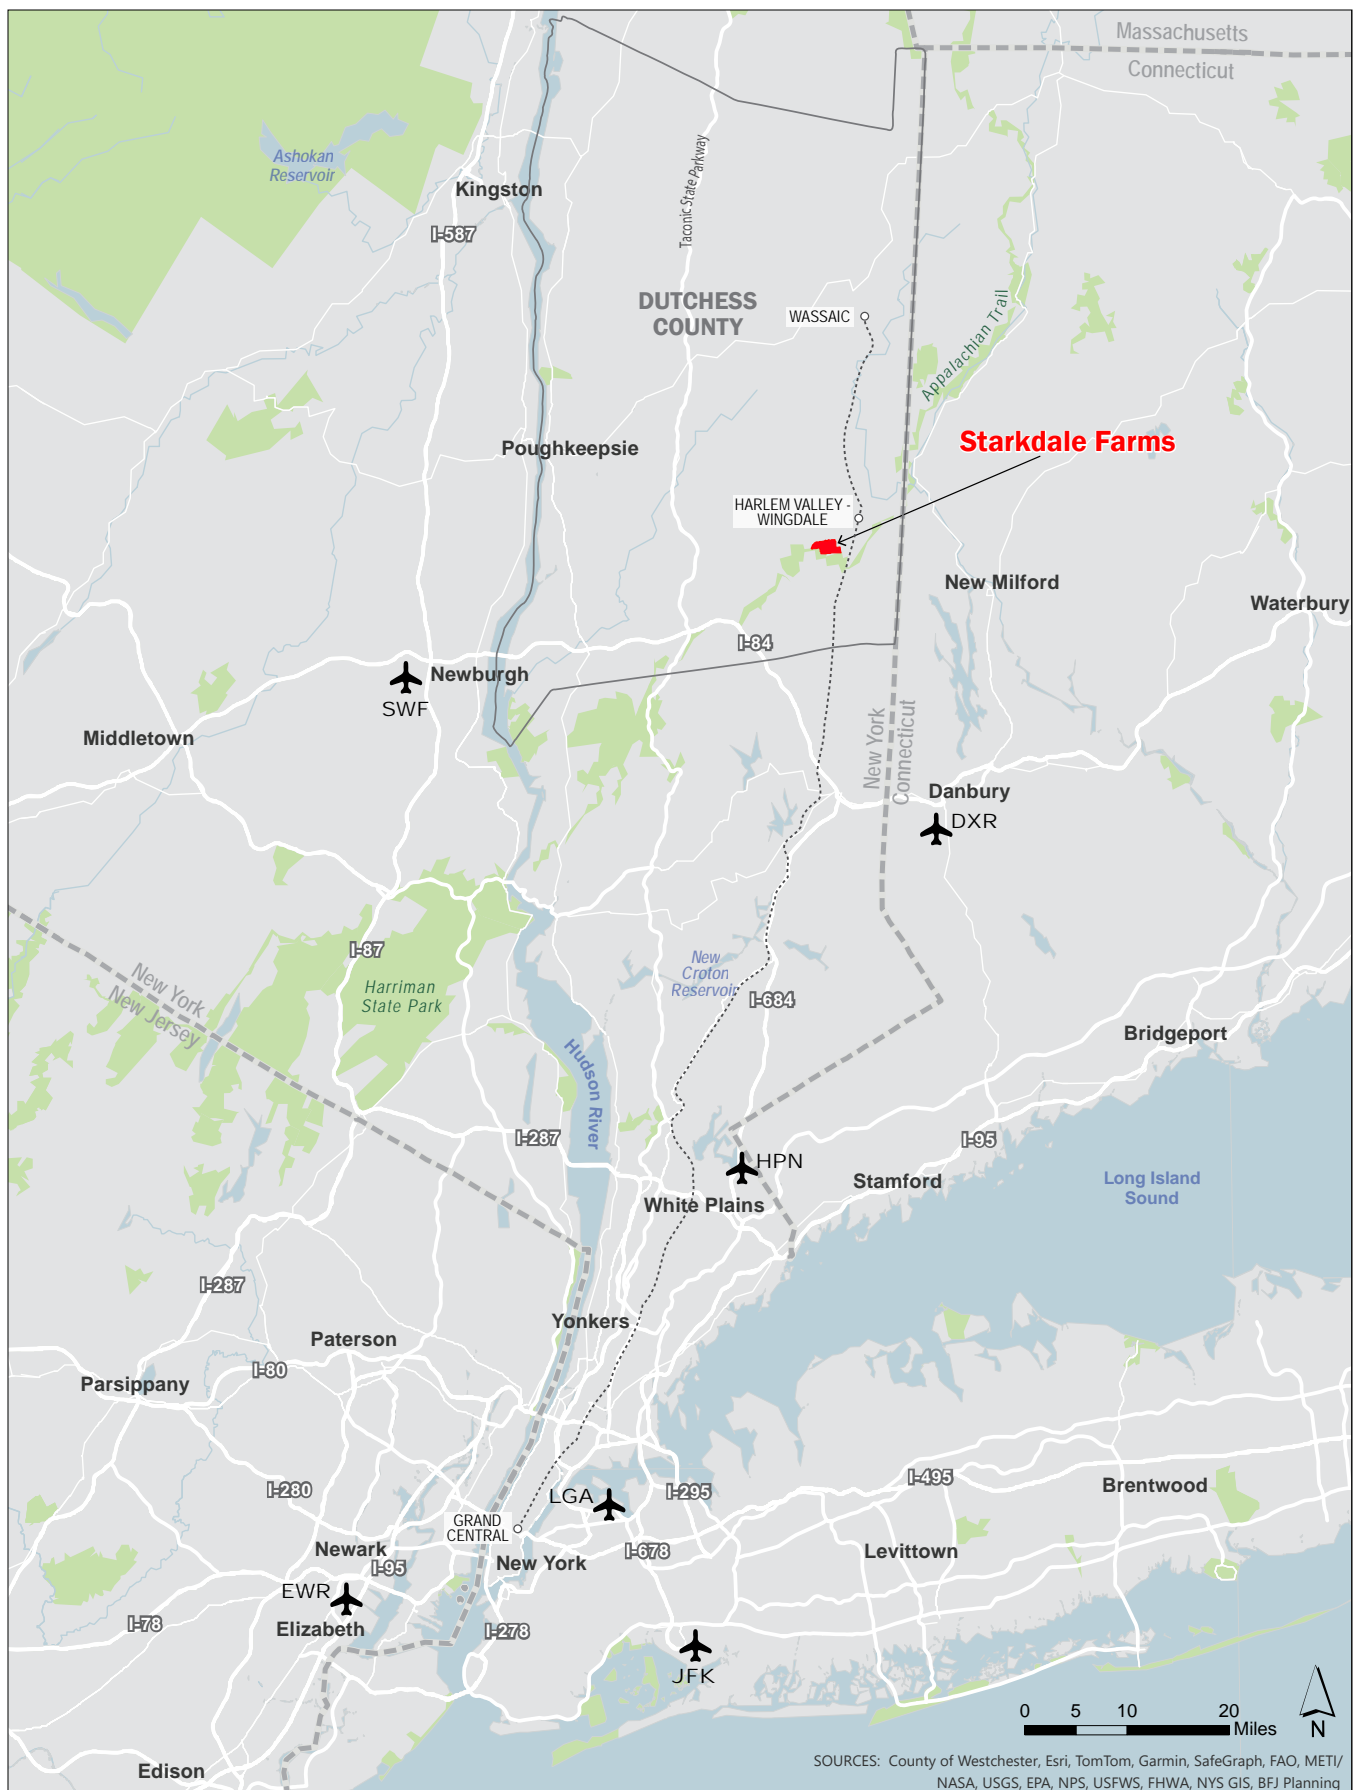 Massachusetts
Connecticut
Ashokan
Reservoir
Kingston
I-587
Taconic State Parkway
DUTCHESS
COUNTY
WASSAIC
Appalachian Trail
Starkdale Farms
Poughkeepsie
HARLEM VALLEY -
WINGDALE
New Milford
Waterbury
I-84
Newburgh
SWF
Middletown
New York
Connecticut
Danbury
DXR
I-87
New York
New Jersey
Harriman
State Park
New
Croton
Reservoir
I-684
Bridgeport
Hudson River
I-287
I-95
HPN
Stamford
Long Island
Sound
White Plains
I-287
Yonkers
Paterson
I-80
Parsippany
I-280
I-495
I-295
Brentwood
LGA
GRAND
CENTRAL
Newark
I-95
New York
I-678
Levittown
EWR
I-78
Elizabeth
I-278
JFK
0 5 10 20
Miles
N
Edison
SOURCES: County of Westchester, Esri, TomTom, Garmin, SafeGraph, FAO, METI/
NASA, USGS, EPA, NPS, USFWS, FHWA, NYS GIS, BFJ Planning